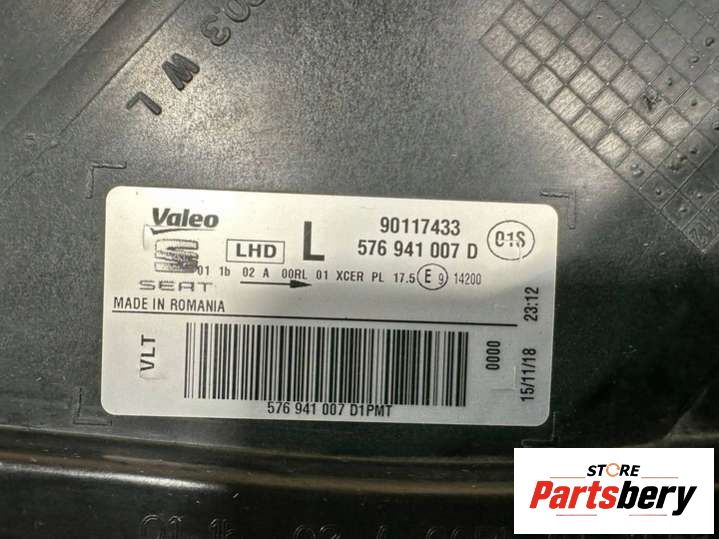 003
W L
Valeo
SEAT
LHD
L
90117433
576 941 007 D
01S
01 1b 02 A 00RL 01 XCER PL 17.5 E 9 14200
MADE IN ROMANIA
VLT
576 941 007 D1PMT
0000
15/11/18 23:12
STORE
Partsbery